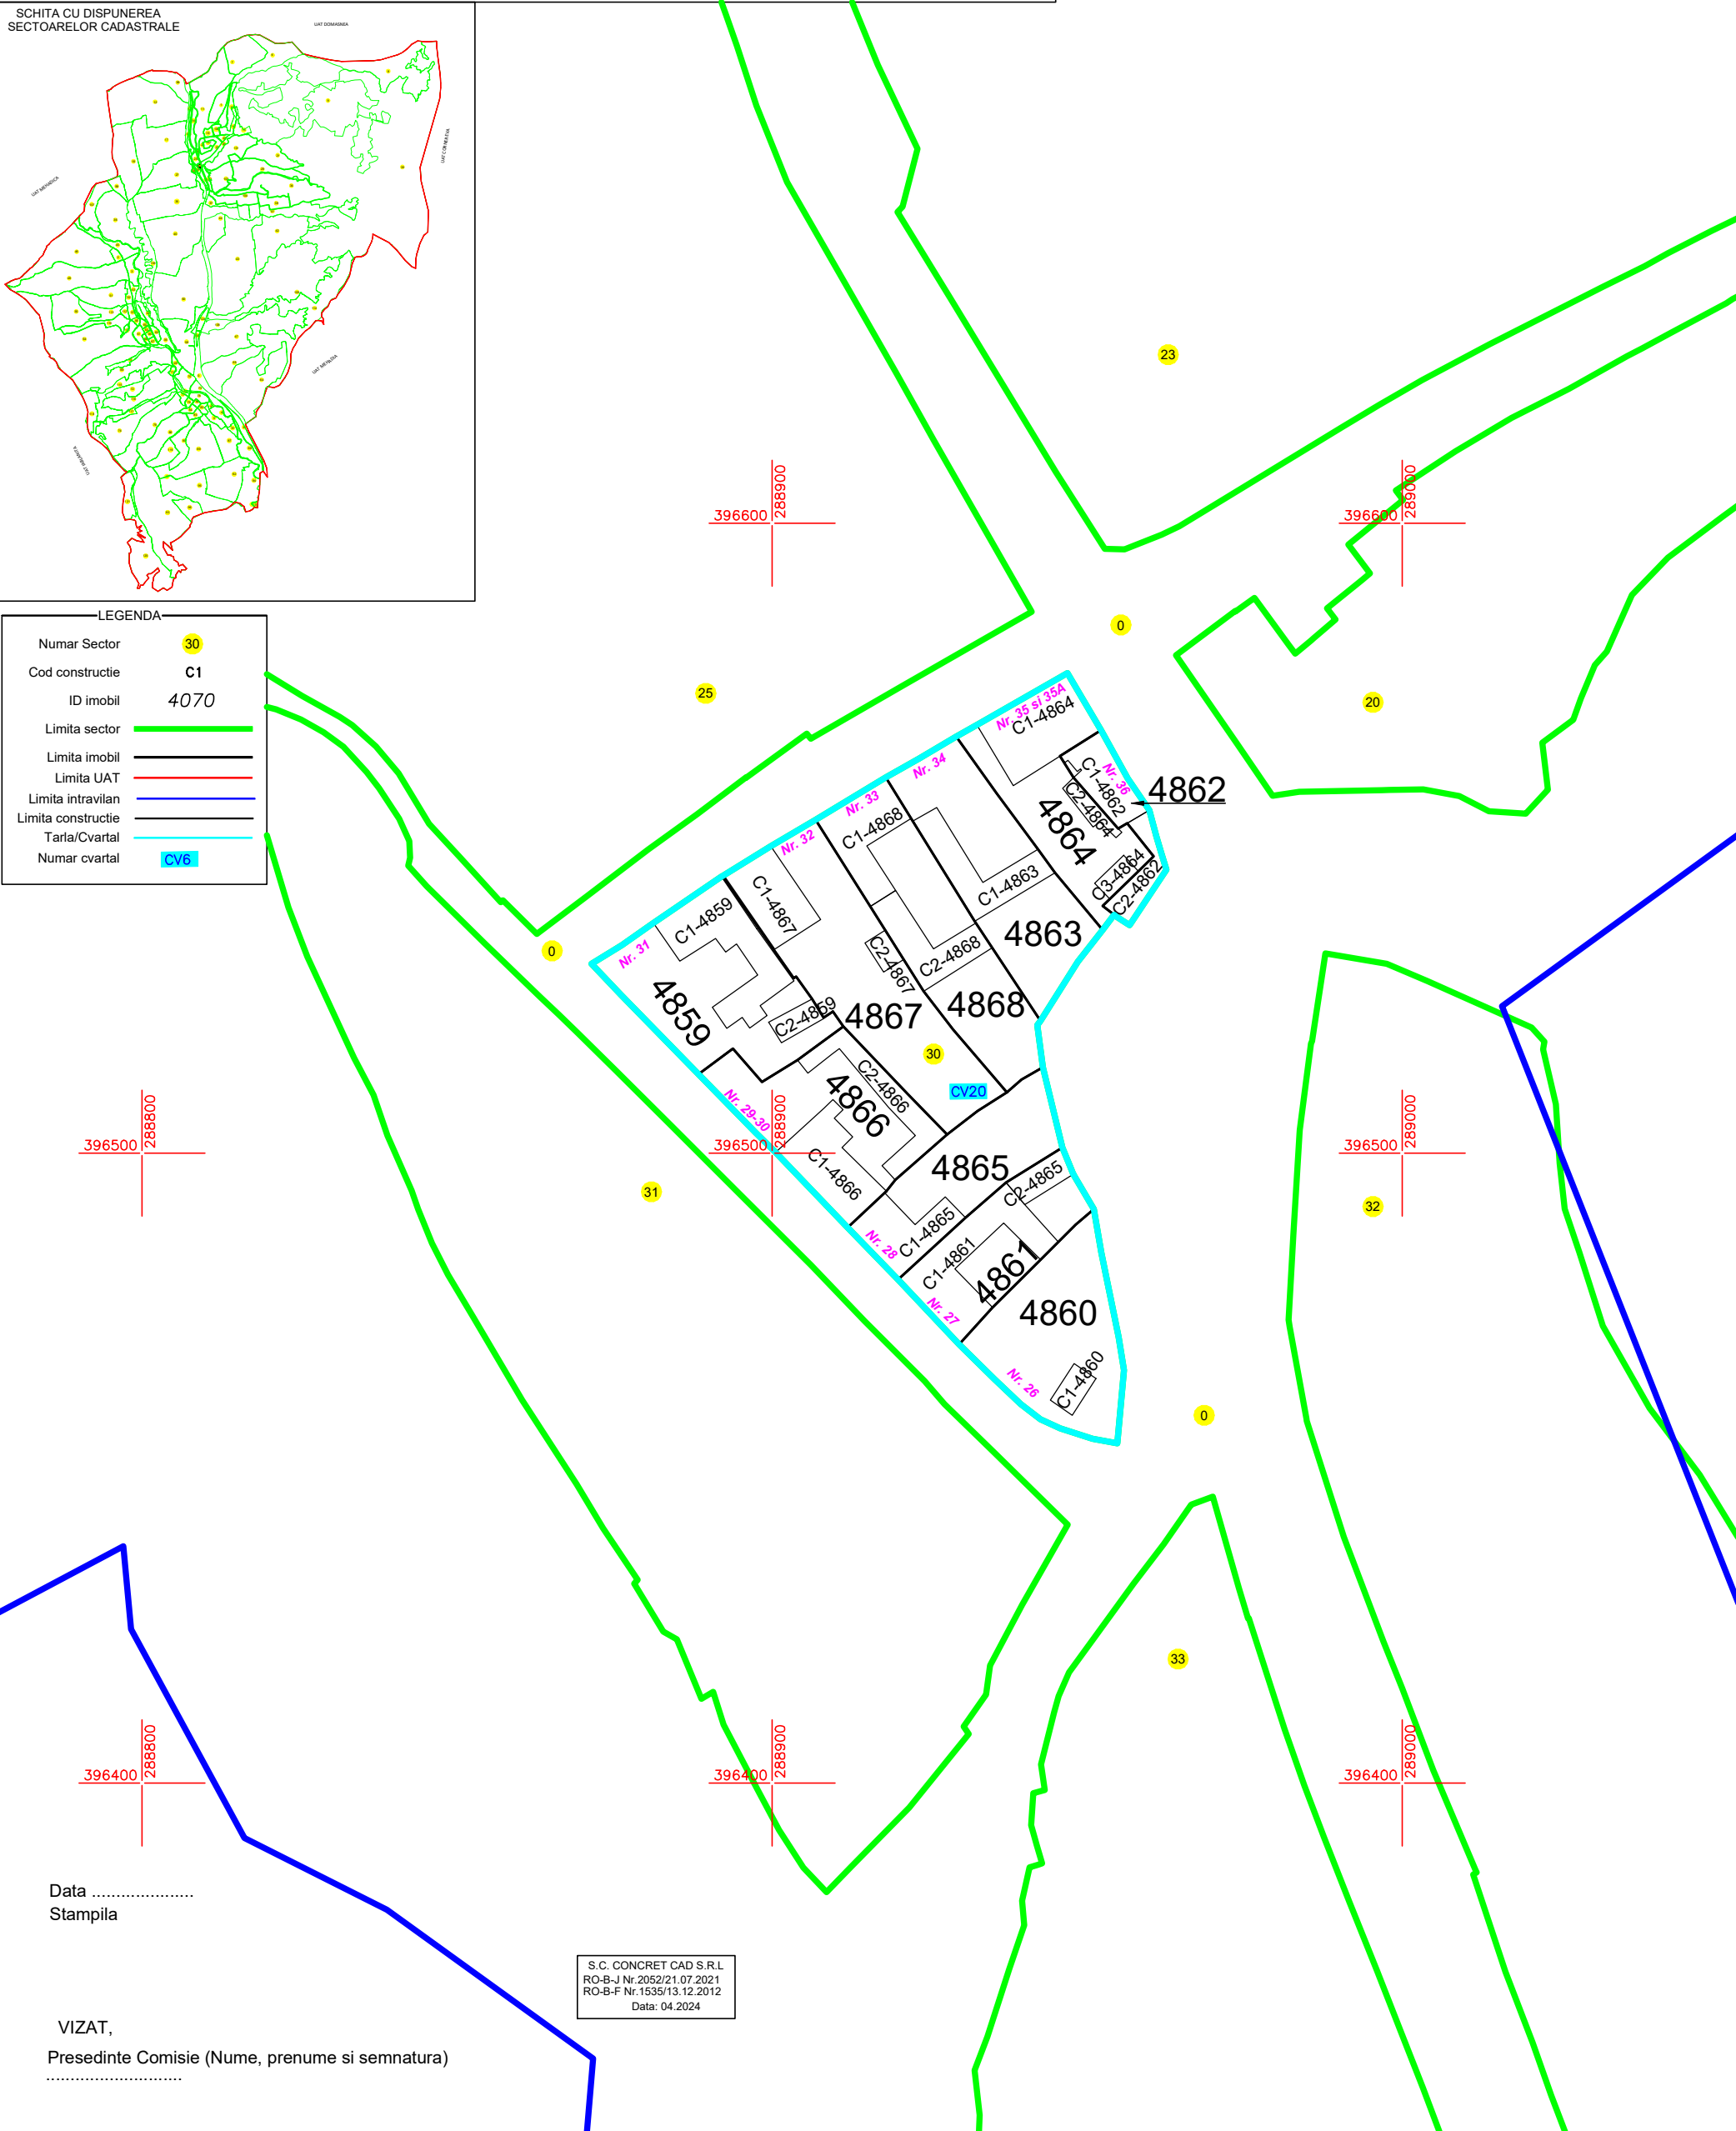 SCHITA CU DISPUNEREA
SECTOARELOR CADASTRALE
UAT DOMASNEA
UAT CORNEREVA
UAT MEHADICA
UAT MEHADIA
LEGENDA
Numar Sector 30
Cod constructie C1
ID imobil 4070
Limita sector
Limita imobil
Limita UAT
Limita intravilan
Limita constructie
Tarla/Cvartal
Numar cvartal CV6
23
396600 288900
396600 289000
0
25
20
Nr. 35 si 35A
C1-4864
Nr. 34
Nr. 36
C1-4862
4862
C2-4864
4864
Nr. 33
C1-4868
Nr. 32
C1-4863
C3-4864
C2-4862
C1-4867
C1-4859
4863
Nr. 31
0
C2-4867
C2-4868
4859
C2-4859
4867
4868
30
CV20
C2-4866
4866
Nr. 29-30
396500 288800
396500 288900
396500 289000
C1-4866
4865
C2-4865
31
32
C1-4865
Nr. 28
C1-4861
4861
Nr. 27
4860
C1-4860
Nr. 26
0
33
396400 288800
396400 288900
396400 289000
Data .....................
Stampila
S.C. CONCRET CAD S.R.L
RO-B-J Nr.2052/21.07.2021
RO-B-F Nr.1535/13.12.2012
Data: 04.2024
VIZAT,
Presedinte Comisie (Nume, prenume si semnatura)
............................